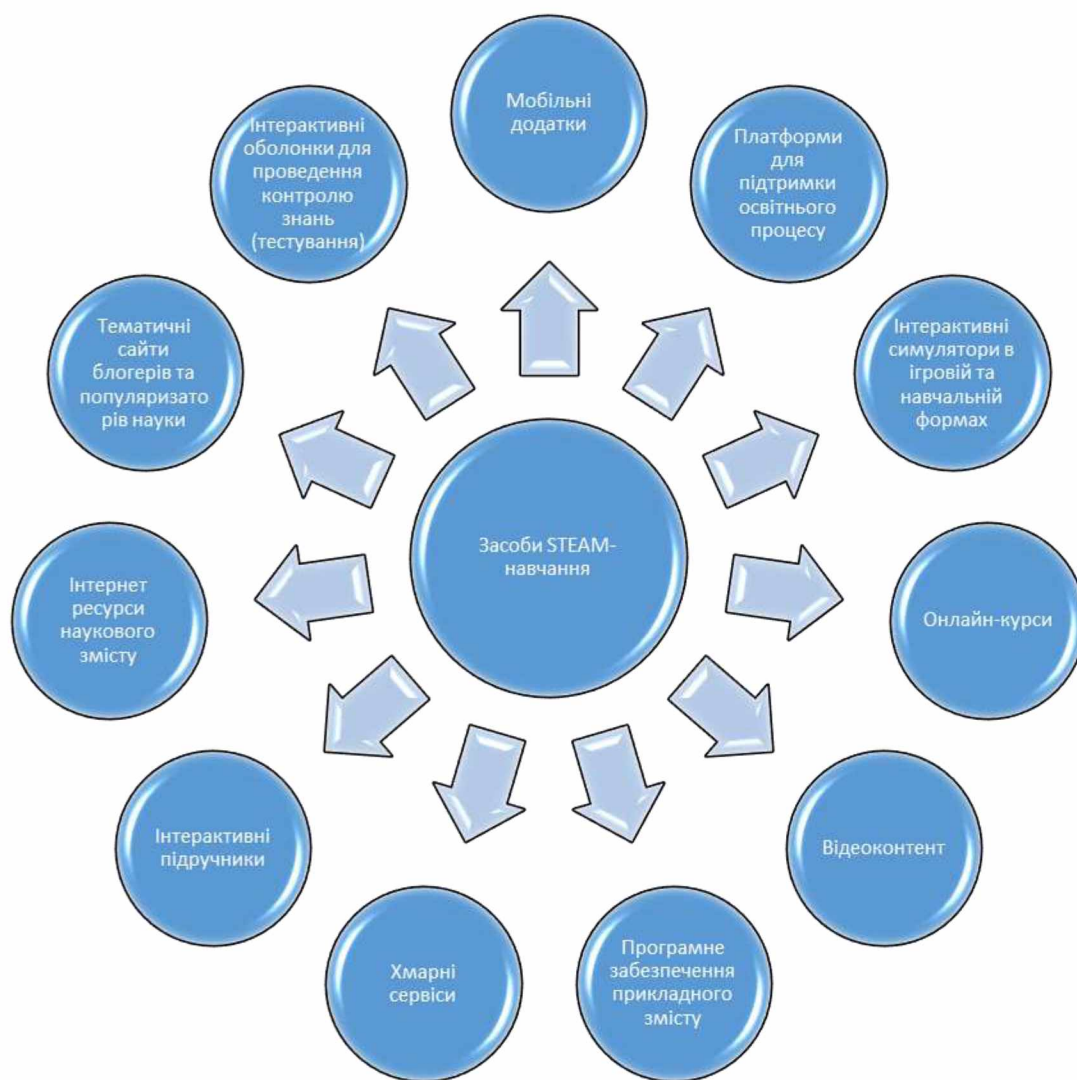 Мобільні
додатки
Платформи
для
підтримки
освітнього
процесу
Інтерактивні
симулятори в
ігровій та
навчальній
формах
Онлайн-курси
Відеоконтент
Програмне
забезпечення
прикладного
змісту
Хмарні
сервіси
Інтерактивні
підручники
Інтернет
ресурси
наукового
змісту
Тематичні
сайти
блогерів та
популяризато
рів науки
Інтерактивні
оболонки для
проведення
контролю
знань
(тестування)
Засоби STEAM-
навчання